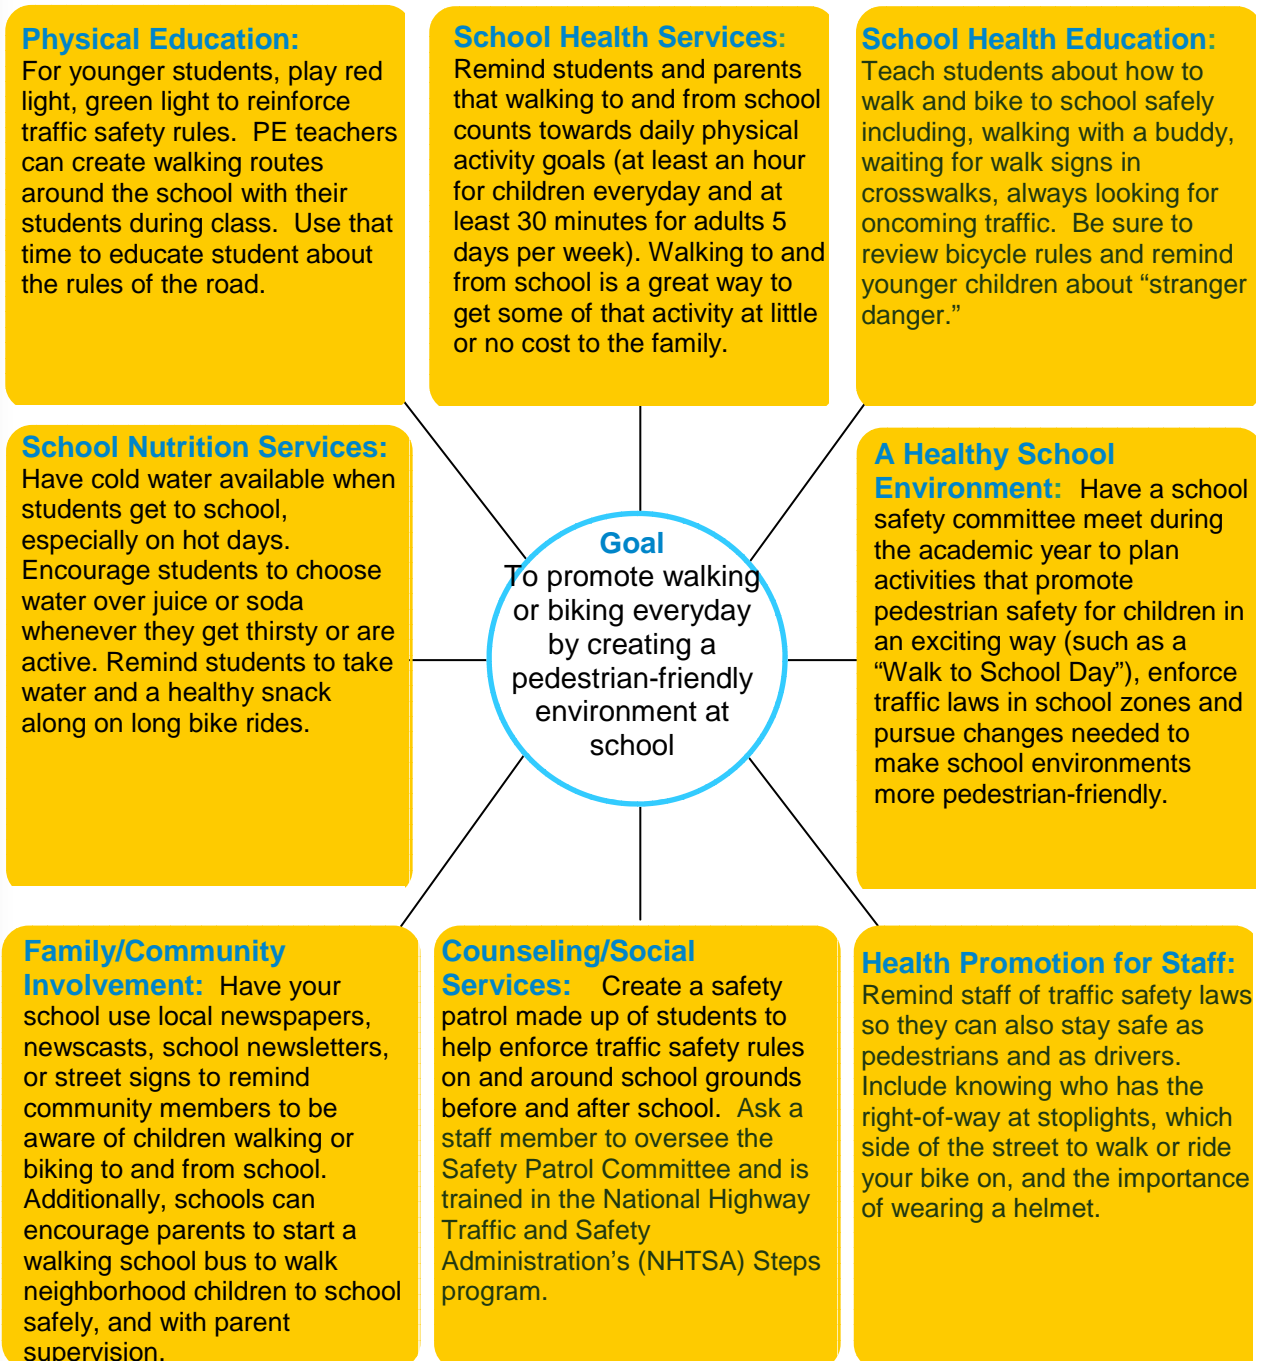 Physical Education:
For younger students, play red
light, green light to reinforce
traffic safety rules.  PE teachers
can create walking routes
around the school with their
students during class.  Use that
time to educate student about
the rules of the road.
School Health Services:
Remind students and parents
that walking to and from school
counts towards daily physical
activity goals (at least an hour
for children everyday and at
least 30 minutes for adults 5
days per week). Walking to and
from school is a great way to
get some of that activity at little
or no cost to the family.
School Health Education:
Teach students about how to
walk and bike to school safely
including, walking with a buddy,
waiting for walk signs in
crosswalks, always looking for
oncoming traffic.  Be sure to
review bicycle rules and remind
younger children about “stranger
danger.”
School Nutrition Services:
Have cold water available when
students get to school,
especially on hot days.
Encourage students to choose
water over juice or soda
whenever they get thirsty or are
active. Remind students to take
water and a healthy snack
along on long bike rides.
Goal
To promote walking
or biking everyday
by creating a
pedestrian-friendly
environment at
school
A Healthy School
Environment:  Have a school
safety committee meet during
the academic year to plan
activities that promote
pedestrian safety for children in
an exciting way (such as a
“Walk to School Day”), enforce
traffic laws in school zones and
pursue changes needed to
make school environments
more pedestrian-friendly.
Family/Community
Involvement:  Have your
school use local newspapers,
newscasts, school newsletters,
or street signs to remind
community members to be
aware of children walking or
biking to and from school.
Additionally, schools can
encourage parents to start a
walking school bus to walk
neighborhood children to school
safely, and with parent
supervision.
Counseling/Social
Services:    Create a safety
patrol made up of students to
help enforce traffic safety rules
on and around school grounds
before and after school.  Ask a
staff member to oversee the
Safety Patrol Committee and is
trained in the National Highway
Traffic and Safety
Administration’s (NHTSA) Steps
program.
Health Promotion for Staff:
Remind staff of traffic safety laws
so they can also stay safe as
pedestrians and as drivers.
Include knowing who has the
right-of-way at stoplights, which
side of the street to walk or ride
your bike on, and the importance
of wearing a helmet.